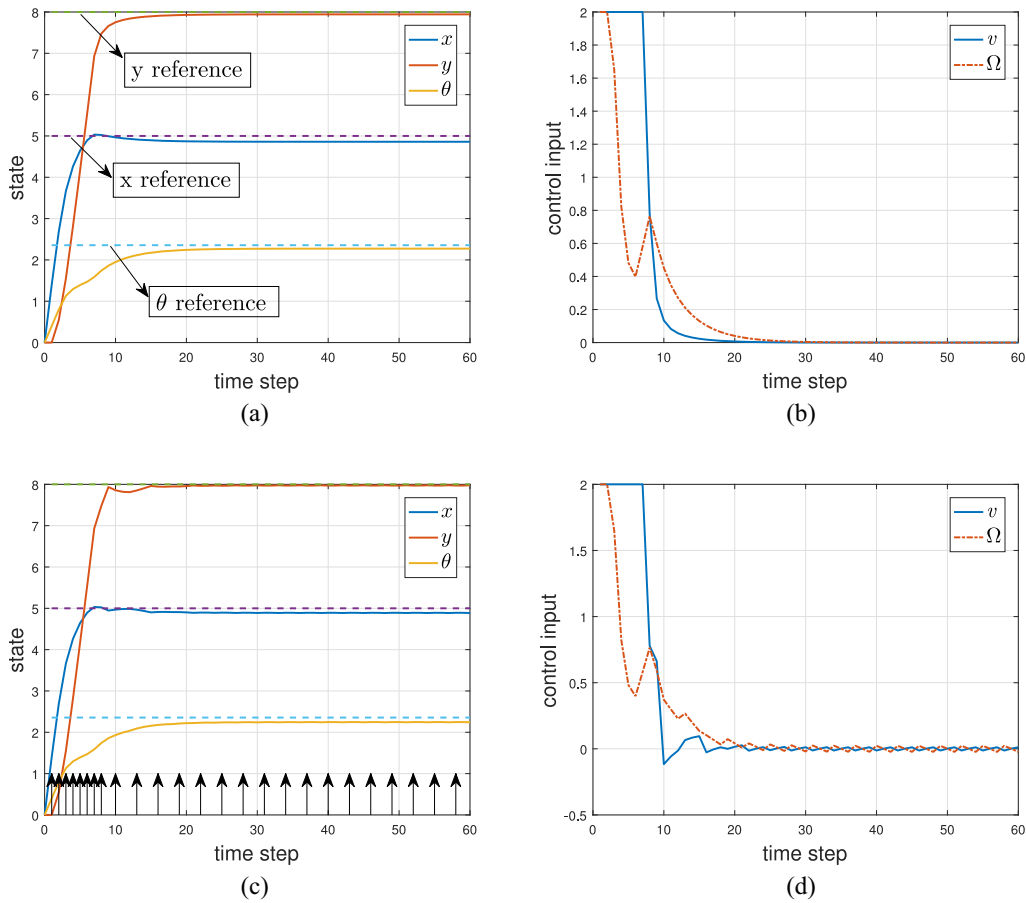 8
7
6
5
4
3
2
1
0
state
0 10 20 30 40 50 60
time step
x
y
θ
y reference
x reference
θ reference
(a)
2
1.8
1.6
1.4
1.2
1
0.8
0.6
0.4
0.2
0
control input
0 10 20 30 40 50 60
time step
v
Ω
(b)
8
7
6
5
4
3
2
1
0
state
0 10 20 30 40 50 60
time step
x
y
θ
(c)
2
1.5
1
0.5
0
-0.5
control input
0 10 20 30 40 50 60
time step
v
Ω
(d)